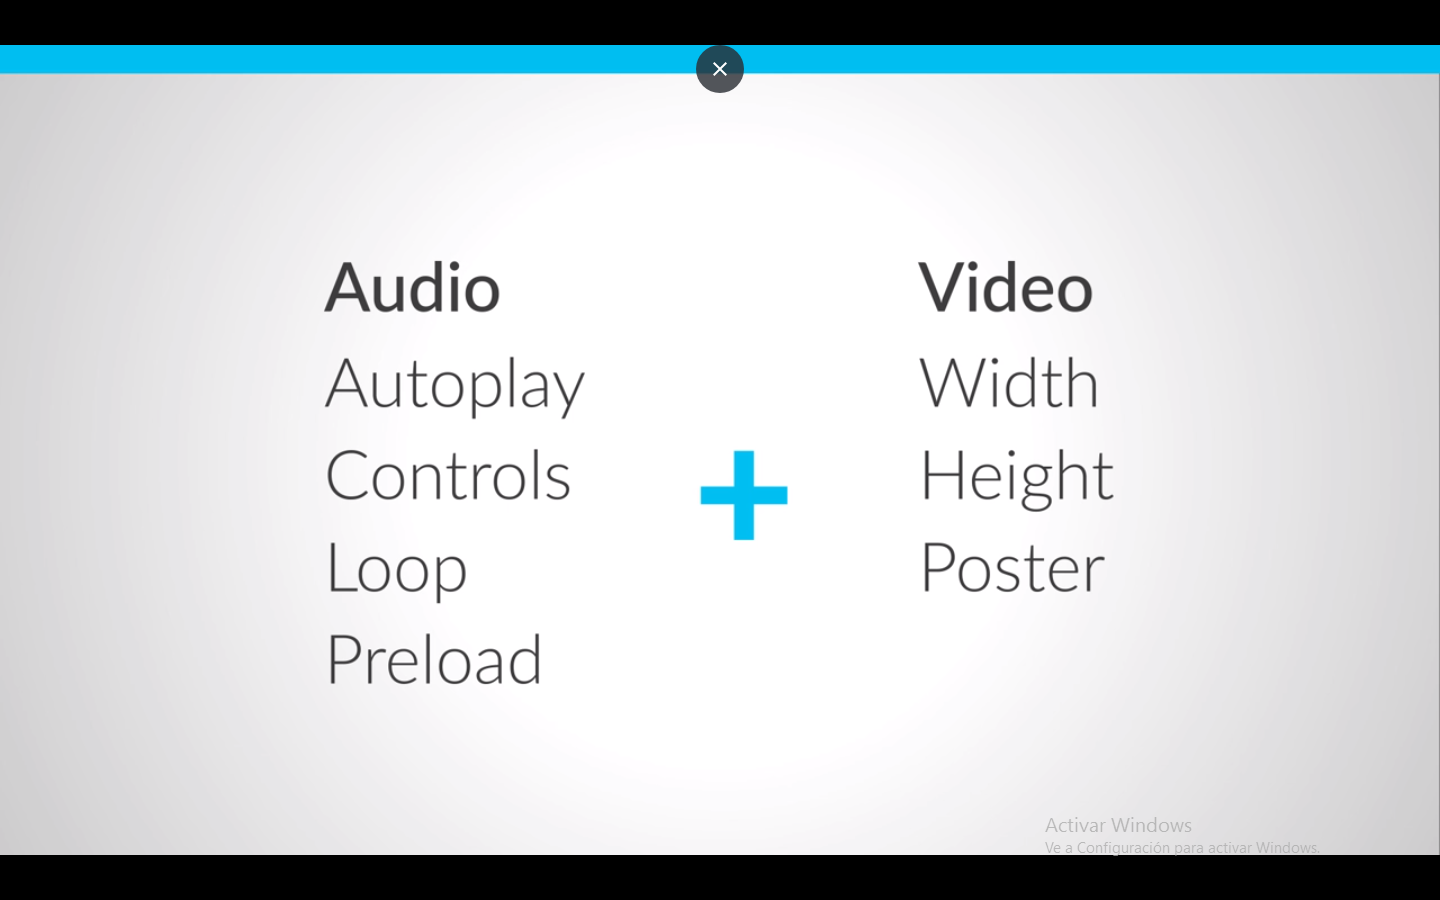 Audio
Autoplay
Controls
Loop
Preload
Video
Width
Height
Poster
Activar Windows
Ve a Configuración para activar Windows.